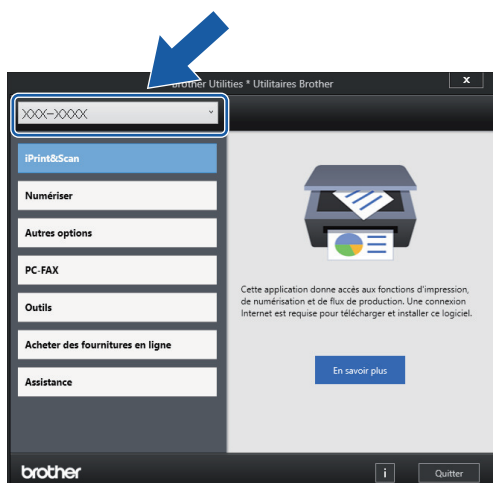 Brother Utilities * Utilitaires Brother
x
XXX-XXXX
iPrint&Scan
Numériser
Autres options
PC-FAX
Outils
Acheter des fournitures en ligne
Assistance
Cette application donne accès aux fonctions d'impression,
de numérisation et de flux de production. Une connexion
Internet est requise pour télécharger et installer ce logiciel.
En savoir plus
brother
i
Quitter